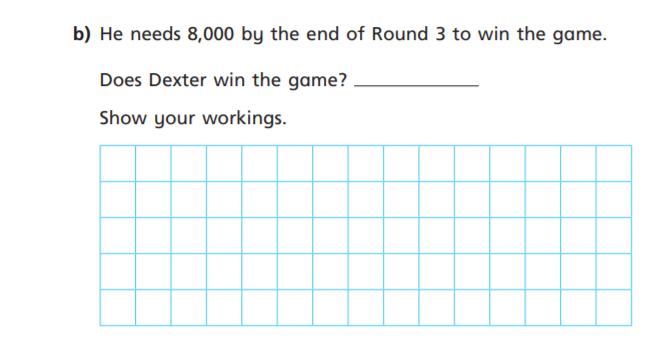 b) He needs 8,000 by the end of Round 3 to win the game.
Does Dexter win the game?
Show your workings.